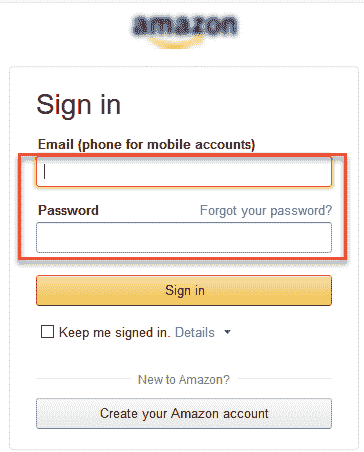 amazon
Sign in
Email (phone for mobile accounts)
Password Forgot your password?
Sign in
Keep me signed in. Details
New to Amazon?
Create your Amazon account